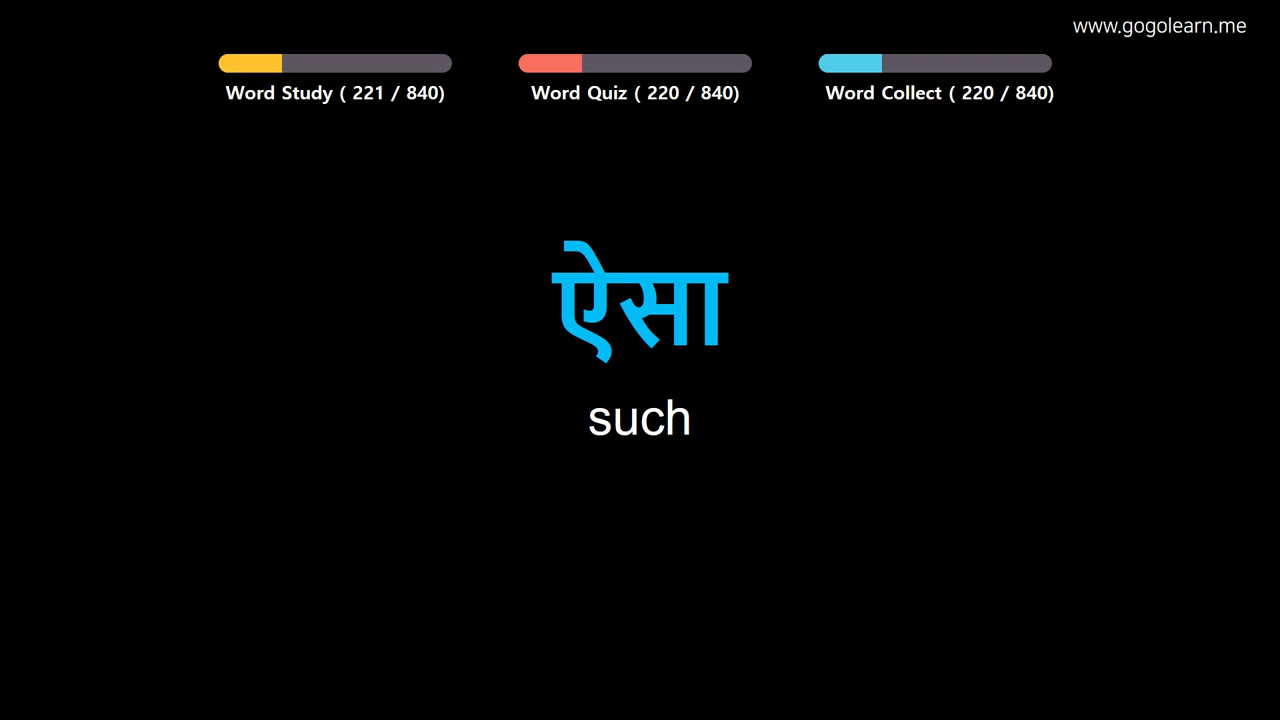 www.gogolearn.me
Word Study ( 221 / 840)
Word Quiz ( 220 / 840)
Word Collect ( 220 / 840)
ऐसा
such